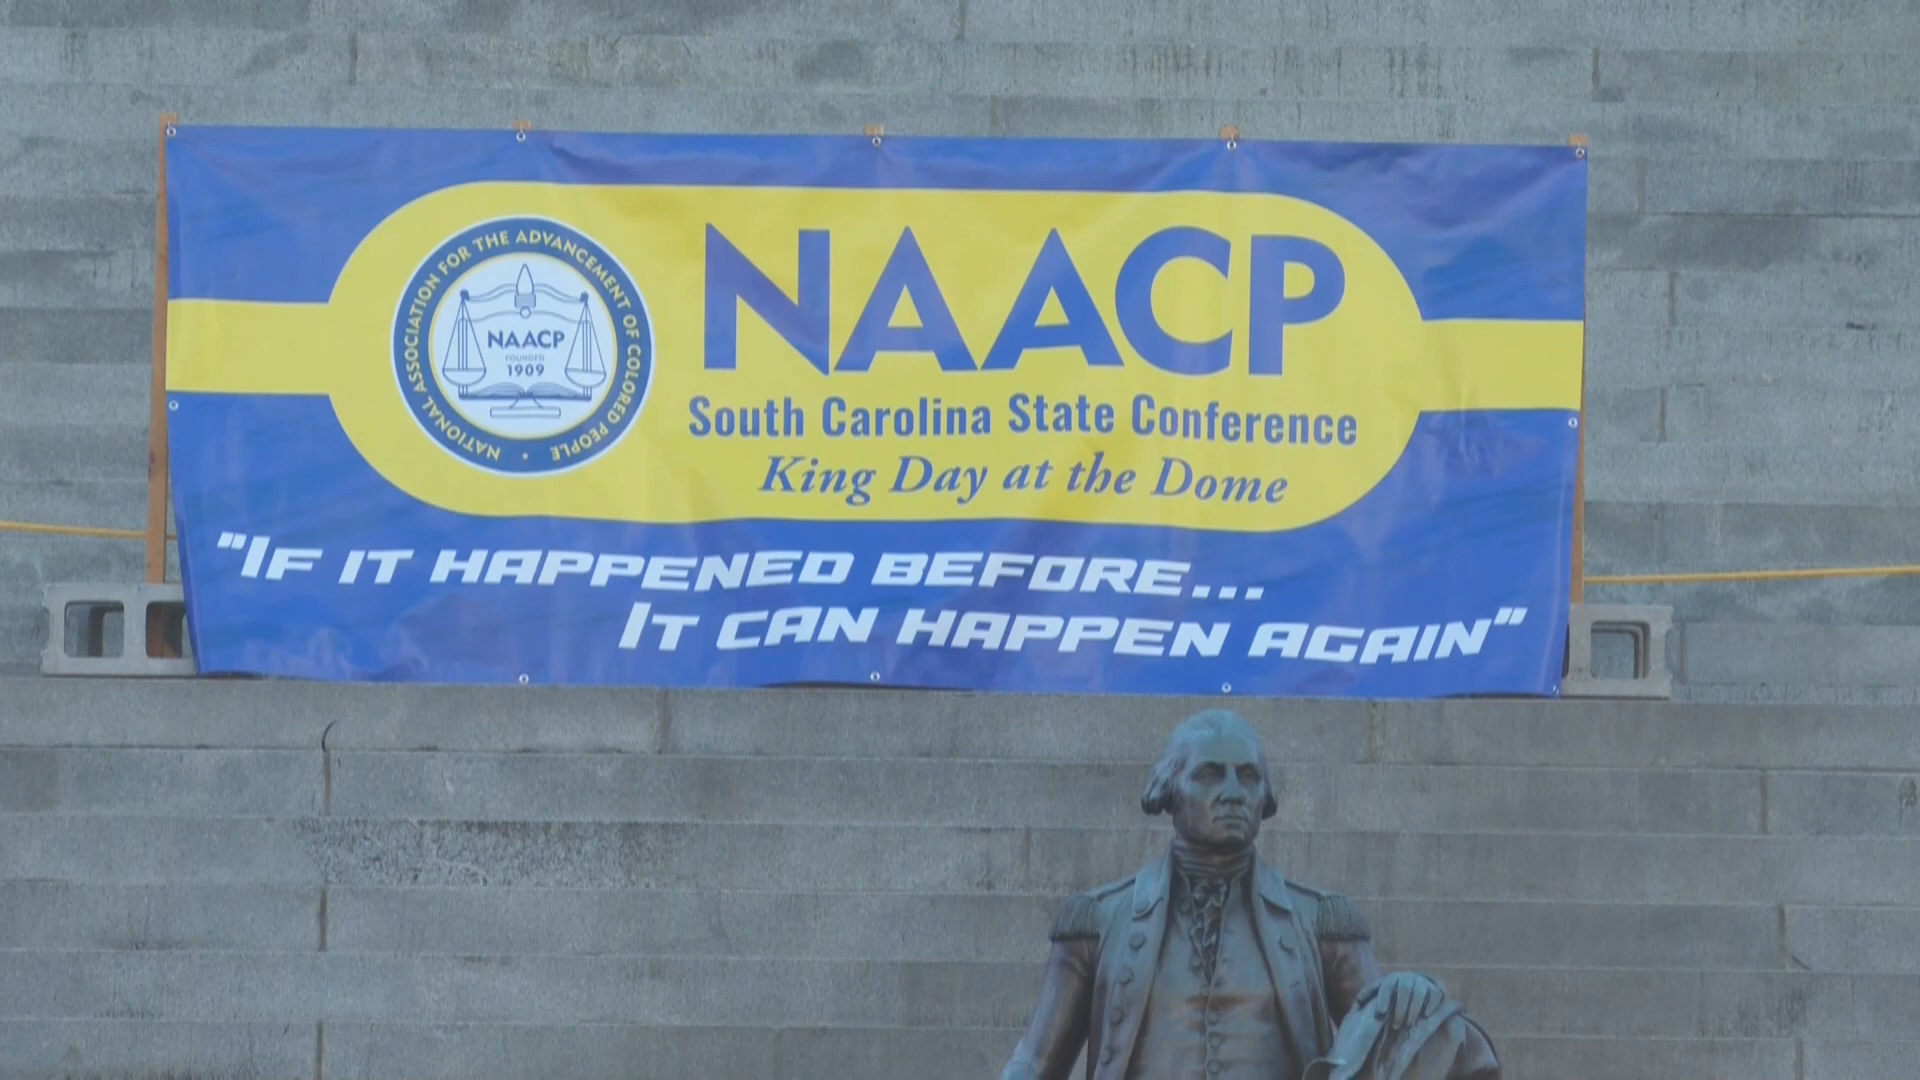 NATIONAL ASSOCIATION FOR THE ADVANCEMENT OF COLORED PEOPLE •
NAACP
FOUNDED
1909
NAACP
South Carolina State Conference
King Day at the Dome
"IF IT HAPPENED BEFORE...
IT CAN HAPPEN AGAIN"